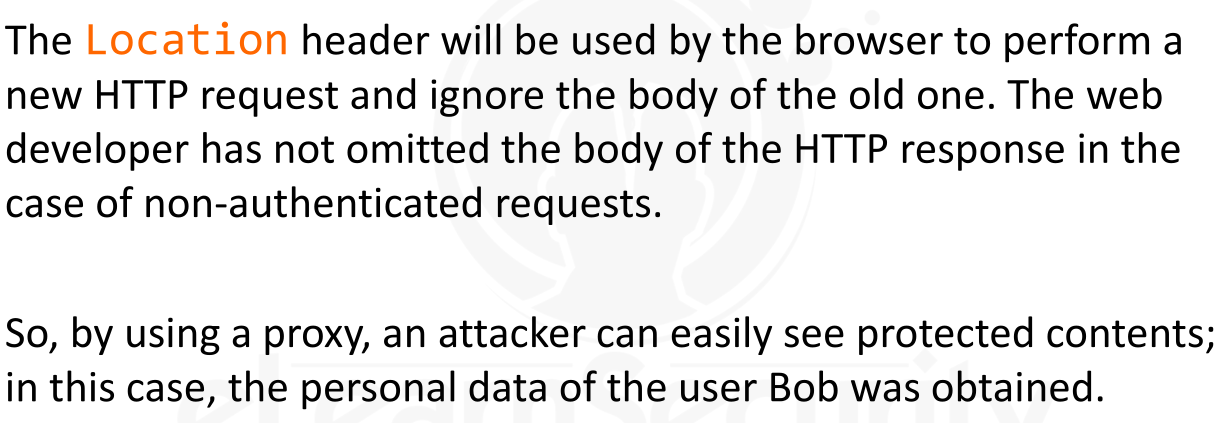 The Location header will be used by the browser to perform a
new HTTP request and ignore the body of the old one. The web
developer has not omitted the body of the HTTP response in the
case of non-authenticated requests.
So, by using a proxy, an attacker can easily see protected contents;
in this case, the personal data of the user Bob was obtained.